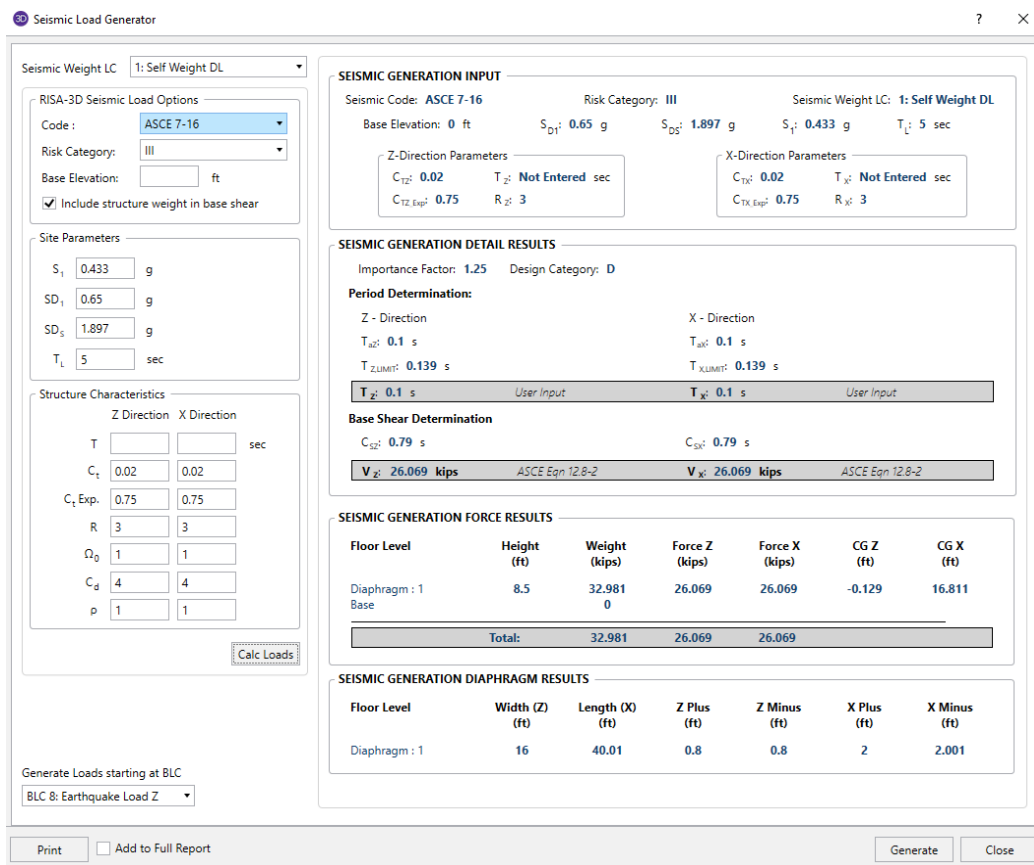 3D Seismic Load Generator ? ×
Seismic Weight LC 1: Self Weight DL
RISA-3D Seismic Load Options
Code : ASCE 7-16
Risk Category: III
Base Elevation: ft
Include structure weight in base shear
Site Parameters
S1 0.433 g
SD1 0.65 g
SDS 1.897 g
TL 5 sec
Structure Characteristics
Z Direction X Direction
T sec
Ct 0.02 0.02
Ct Exp. 0.75 0.75
R 3 3
Ω0 1 1
Cd 4 4
ρ 1 1
Calc Loads
Generate Loads starting at BLC
BLC 8: Earthquake Load Z
SEISMIC GENERATION INPUT
Seismic Code: ASCE 7-16 Risk Category: III Seismic Weight LC: 1: Self Weight DL
Base Elevation: 0 ft SD1: 0.65 g SDS: 1.897 g S1: 0.433 g TL: 5 sec
Z-Direction Parameters
CTZ: 0.02 T Z: Not Entered sec
CTZ_Exp: 0.75 R Z: 3
X-Direction Parameters
CTX: 0.02 T X: Not Entered sec
CTX_Exp: 0.75 R X: 3
SEISMIC GENERATION DETAIL RESULTS
Importance Factor: 1.25 Design Category: D
Period Determination:
Z - Direction X - Direction
TaZ: 0.1 s TaX: 0.1 s
T Z,LIMIT: 0.139 s T X,LIMIT: 0.139 s
T Z: 0.1 s User Input T X: 0.1 s User Input
Base Shear Determination
CSZ: 0.79 s CSX: 0.79 s
V Z: 26.069 kips ASCE Eqn 12.8-2 V X: 26.069 kips ASCE Eqn 12.8-2
SEISMIC GENERATION FORCE RESULTS
Floor Level Height Weight Force Z Force X CG Z CG X
(ft) (kips) (kips) (kips) (ft) (ft)
Diaphragm : 1 8.5 32.981 26.069 26.069 -0.129 16.811
Base 0
Total: 32.981 26.069 26.069
SEISMIC GENERATION DIAPHRAGM RESULTS
Floor Level Width (Z) Length (X) Z Plus Z Minus X Plus X Minus
(ft) (ft) (ft) (ft) (ft) (ft)
Diaphragm : 1 16 40.01 0.8 0.8 2 2.001
Print Add to Full Report Generate Close